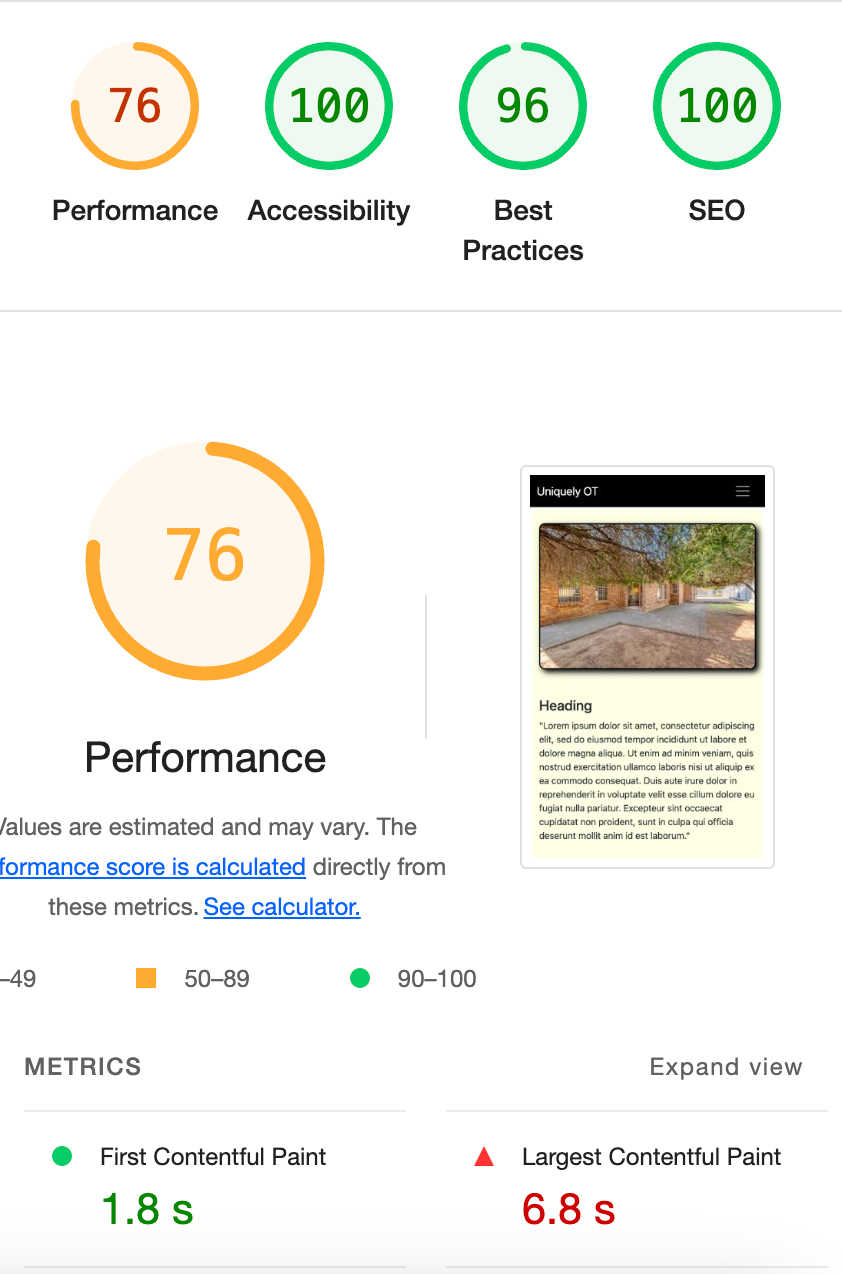 76
100
96
100
Performance
Accessibility
Best
Practices
SEO
76
Performance
Values are estimated and may vary. The
formance score is calculated directly from
these metrics. See calculator.
–49
50–89
90–100
Uniquely OT
Heading
"Lorem ipsum dolor sit amet, consectetur adipiscing
elit, sed do eiusmod tempor incididunt ut labore et
dolore magna aliqua. Ut enim ad minim veniam, quis
nostrud exercitation ullamco laboris nisi ut aliquip ex
ea commodo consequat. Duis aute irure dolor in
reprehenderit in voluptate velit esse cillum dolore eu
fugiat nulla pariatur. Excepteur sint occaecat
cupidatat non proident, sunt in culpa qui officia
deserunt mollit anim id est laborum."
METRICS
Expand view
First Contentful Paint
1.8 s
Largest Contentful Paint
6.8 s